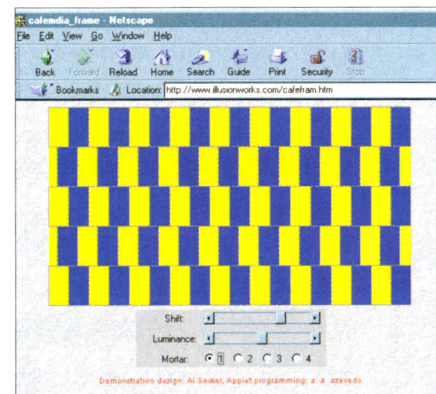 cafemdia_frame - Netscape
File Edit View Go Window Help
Back Forward Reload Home Search Guide Print Security Stop
Bookmarks Location: http://www.illusionworks.com/cafefram.htm
Shift:
Luminance:
Mortar: 1 2 3 4
Demonstration design: Al Seckel, Applet programming: a a azevedo